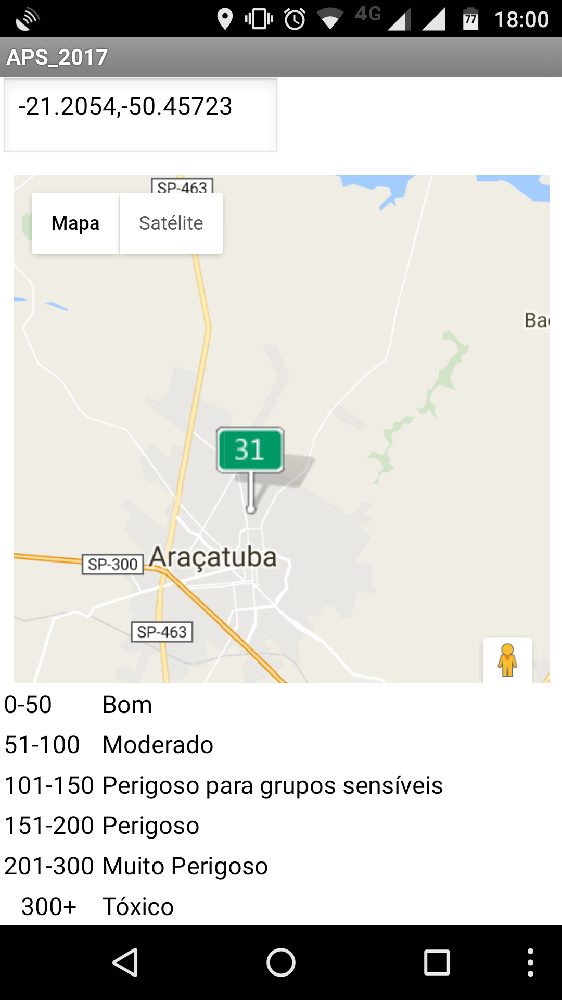 4G 77 18:00
APS_2017
-21.2054,-50.45723
SP-463
Mapa Satélite
31
Araçatuba
SP-300
SP-463
0-50 Bom
51-100 Moderado
101-150 Perigoso para grupos sensíveis
151-200 Perigoso
201-300 Muito Perigoso
300+ Tóxico